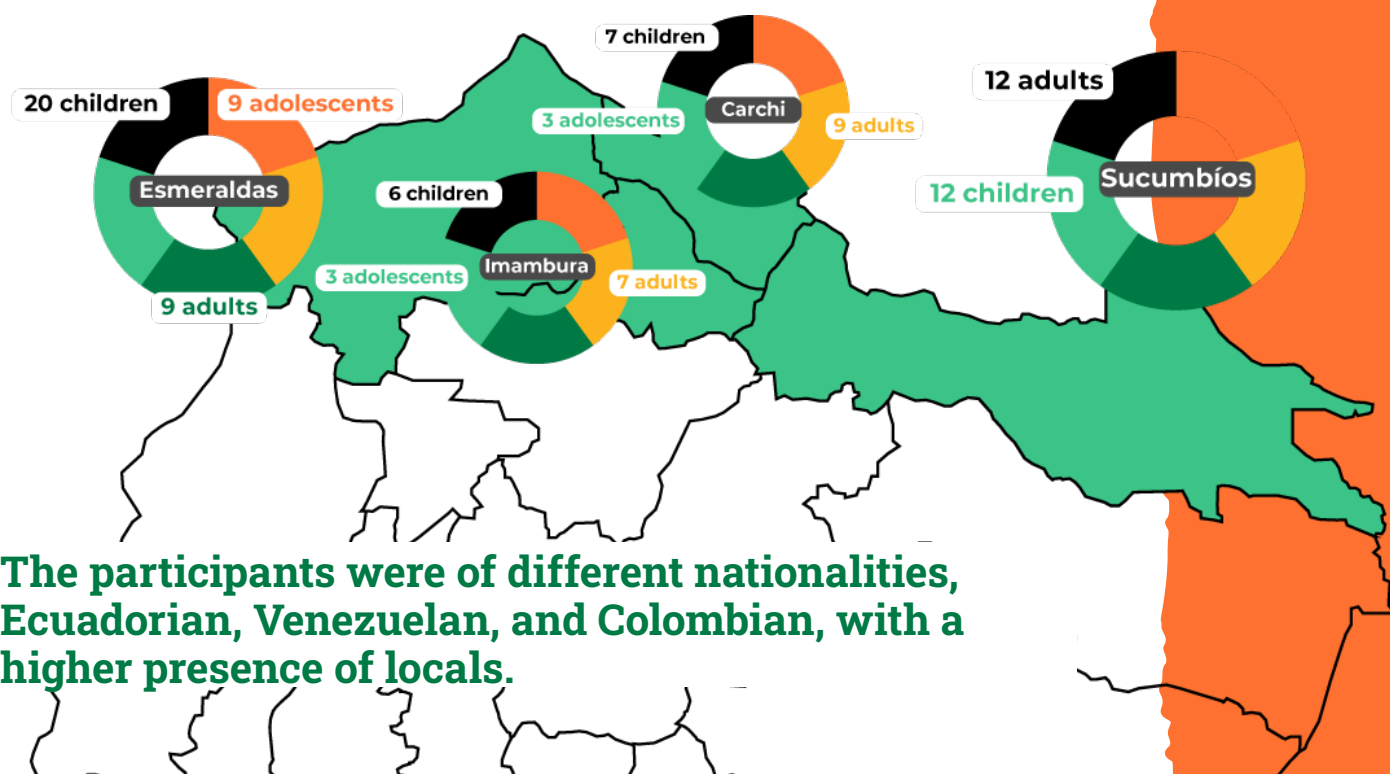 20 children
9 adolescents
Esmeraldas
9 adults
7 children
3 adolescents
Carchi
9 adults
6 children
3 adolescents
Imambura
7 adults
12 adults
12 children
Sucumbíos
The participants were of different nationalities,
Ecuadorian, Venezuelan, and Colombian, with a
higher presence of locals.